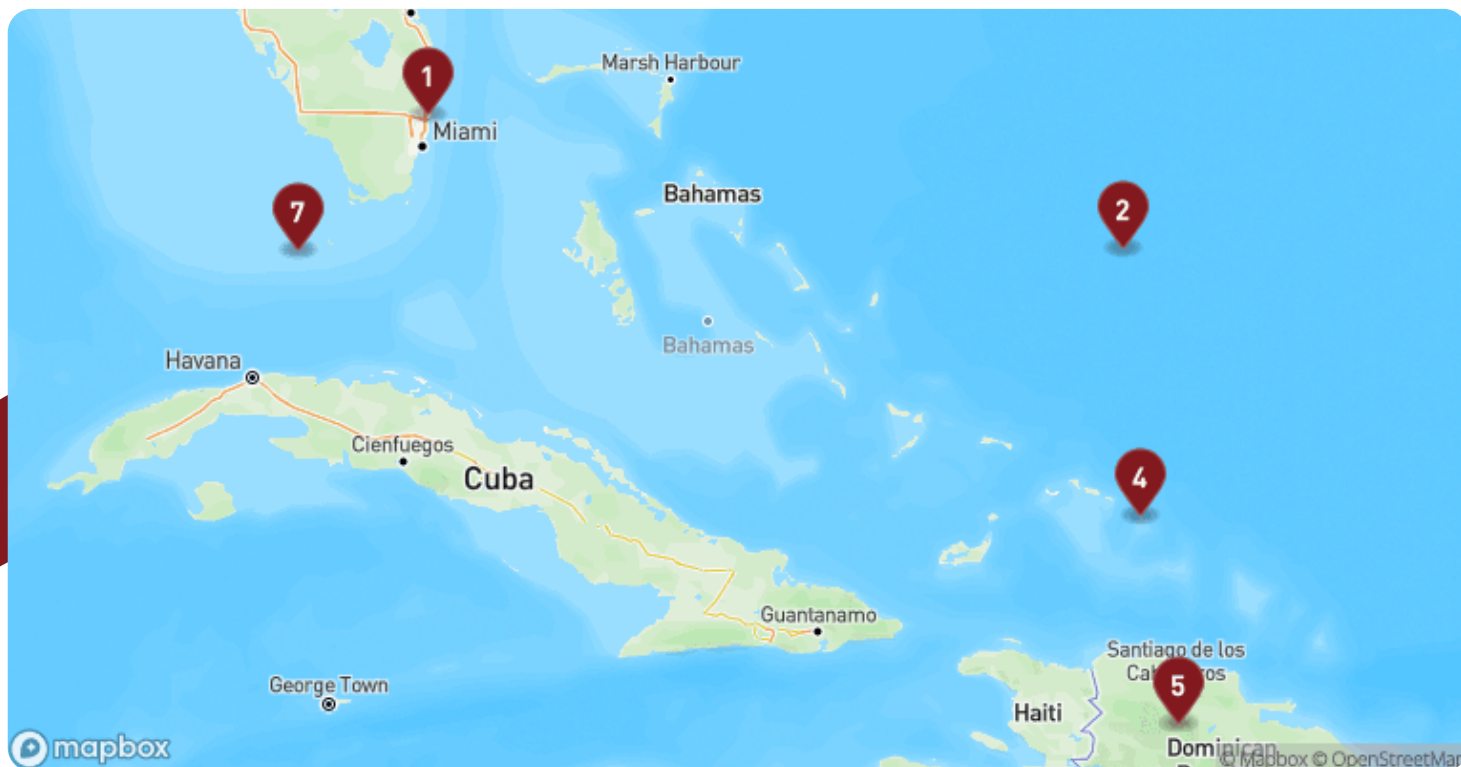 Marsh Harbour
1
Miami
Bahamas
7
2
Bahamas
Havana
Cienfuegos
Cuba
4
Guantanamo
Santiago de los
George Town
5
Haiti
mapbox
© Mapbox © OpenStreetMap